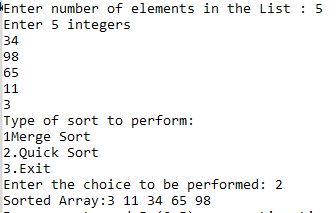 Enter number of elements in the List : 5
Enter 5 integers
34
98
65
11
3
Type of sort to perform:
1Merge Sort
2.Quick Sort
3.Exit
Enter the choice to be performed: 2
Sorted Array:3 11 34 65 98